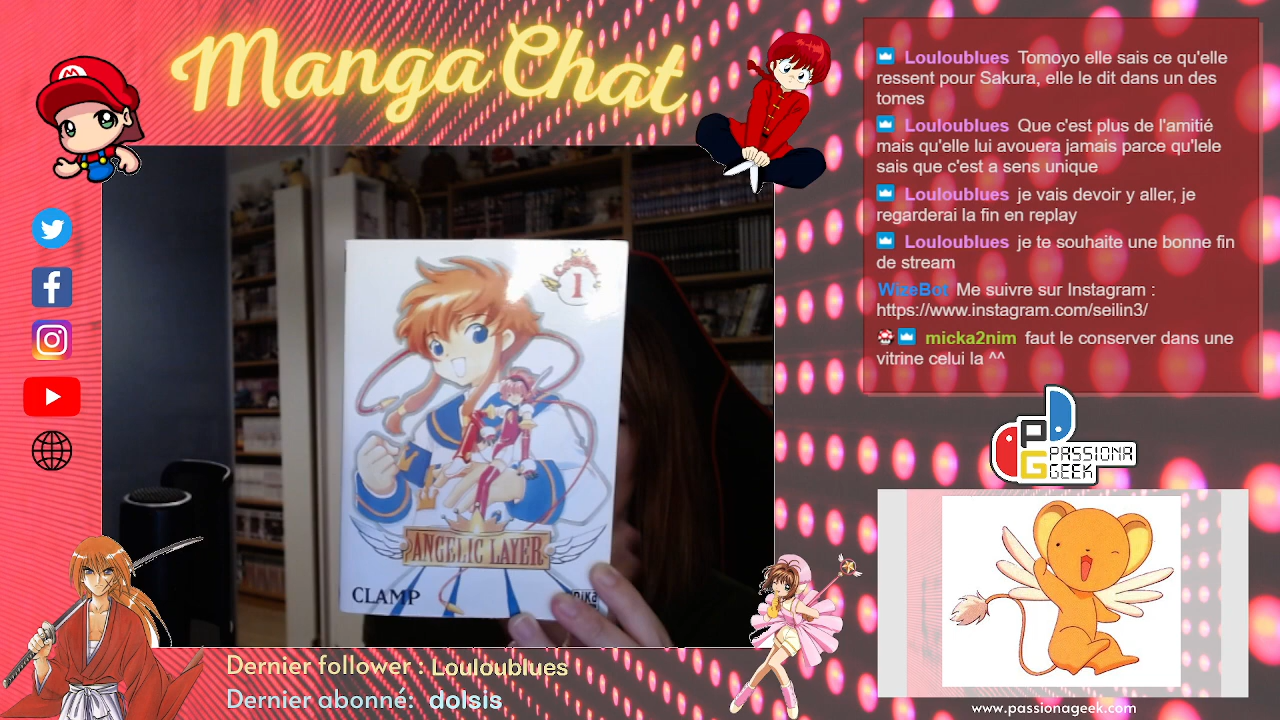 Manga Chat
Louloublues Tomoyo elle sais ce qu'elle
ressent pour Sakura, elle le dit dans un des
tomes
Louloublues Que c'est plus de l'amitié
mais qu'elle lui avouera jamais parce qu'lele
sais que c'est a sens unique
Louloublues je vais devoir y aller, je
regarderai la fin en replay
Louloublues je te souhaite une bonne fin
de stream
WizeBot Me suivre sur Instagram :
https://www.instagram.com/seilin3/
micka2nim faut le conserver dans une
vitrine celui la ^^
1
ANGELIC LAYER
CLAMP
pika
PG PASSIONA
GEEK
Dernier follower : Louloublues
Dernier abonné: dolsis
www.passionageek.com